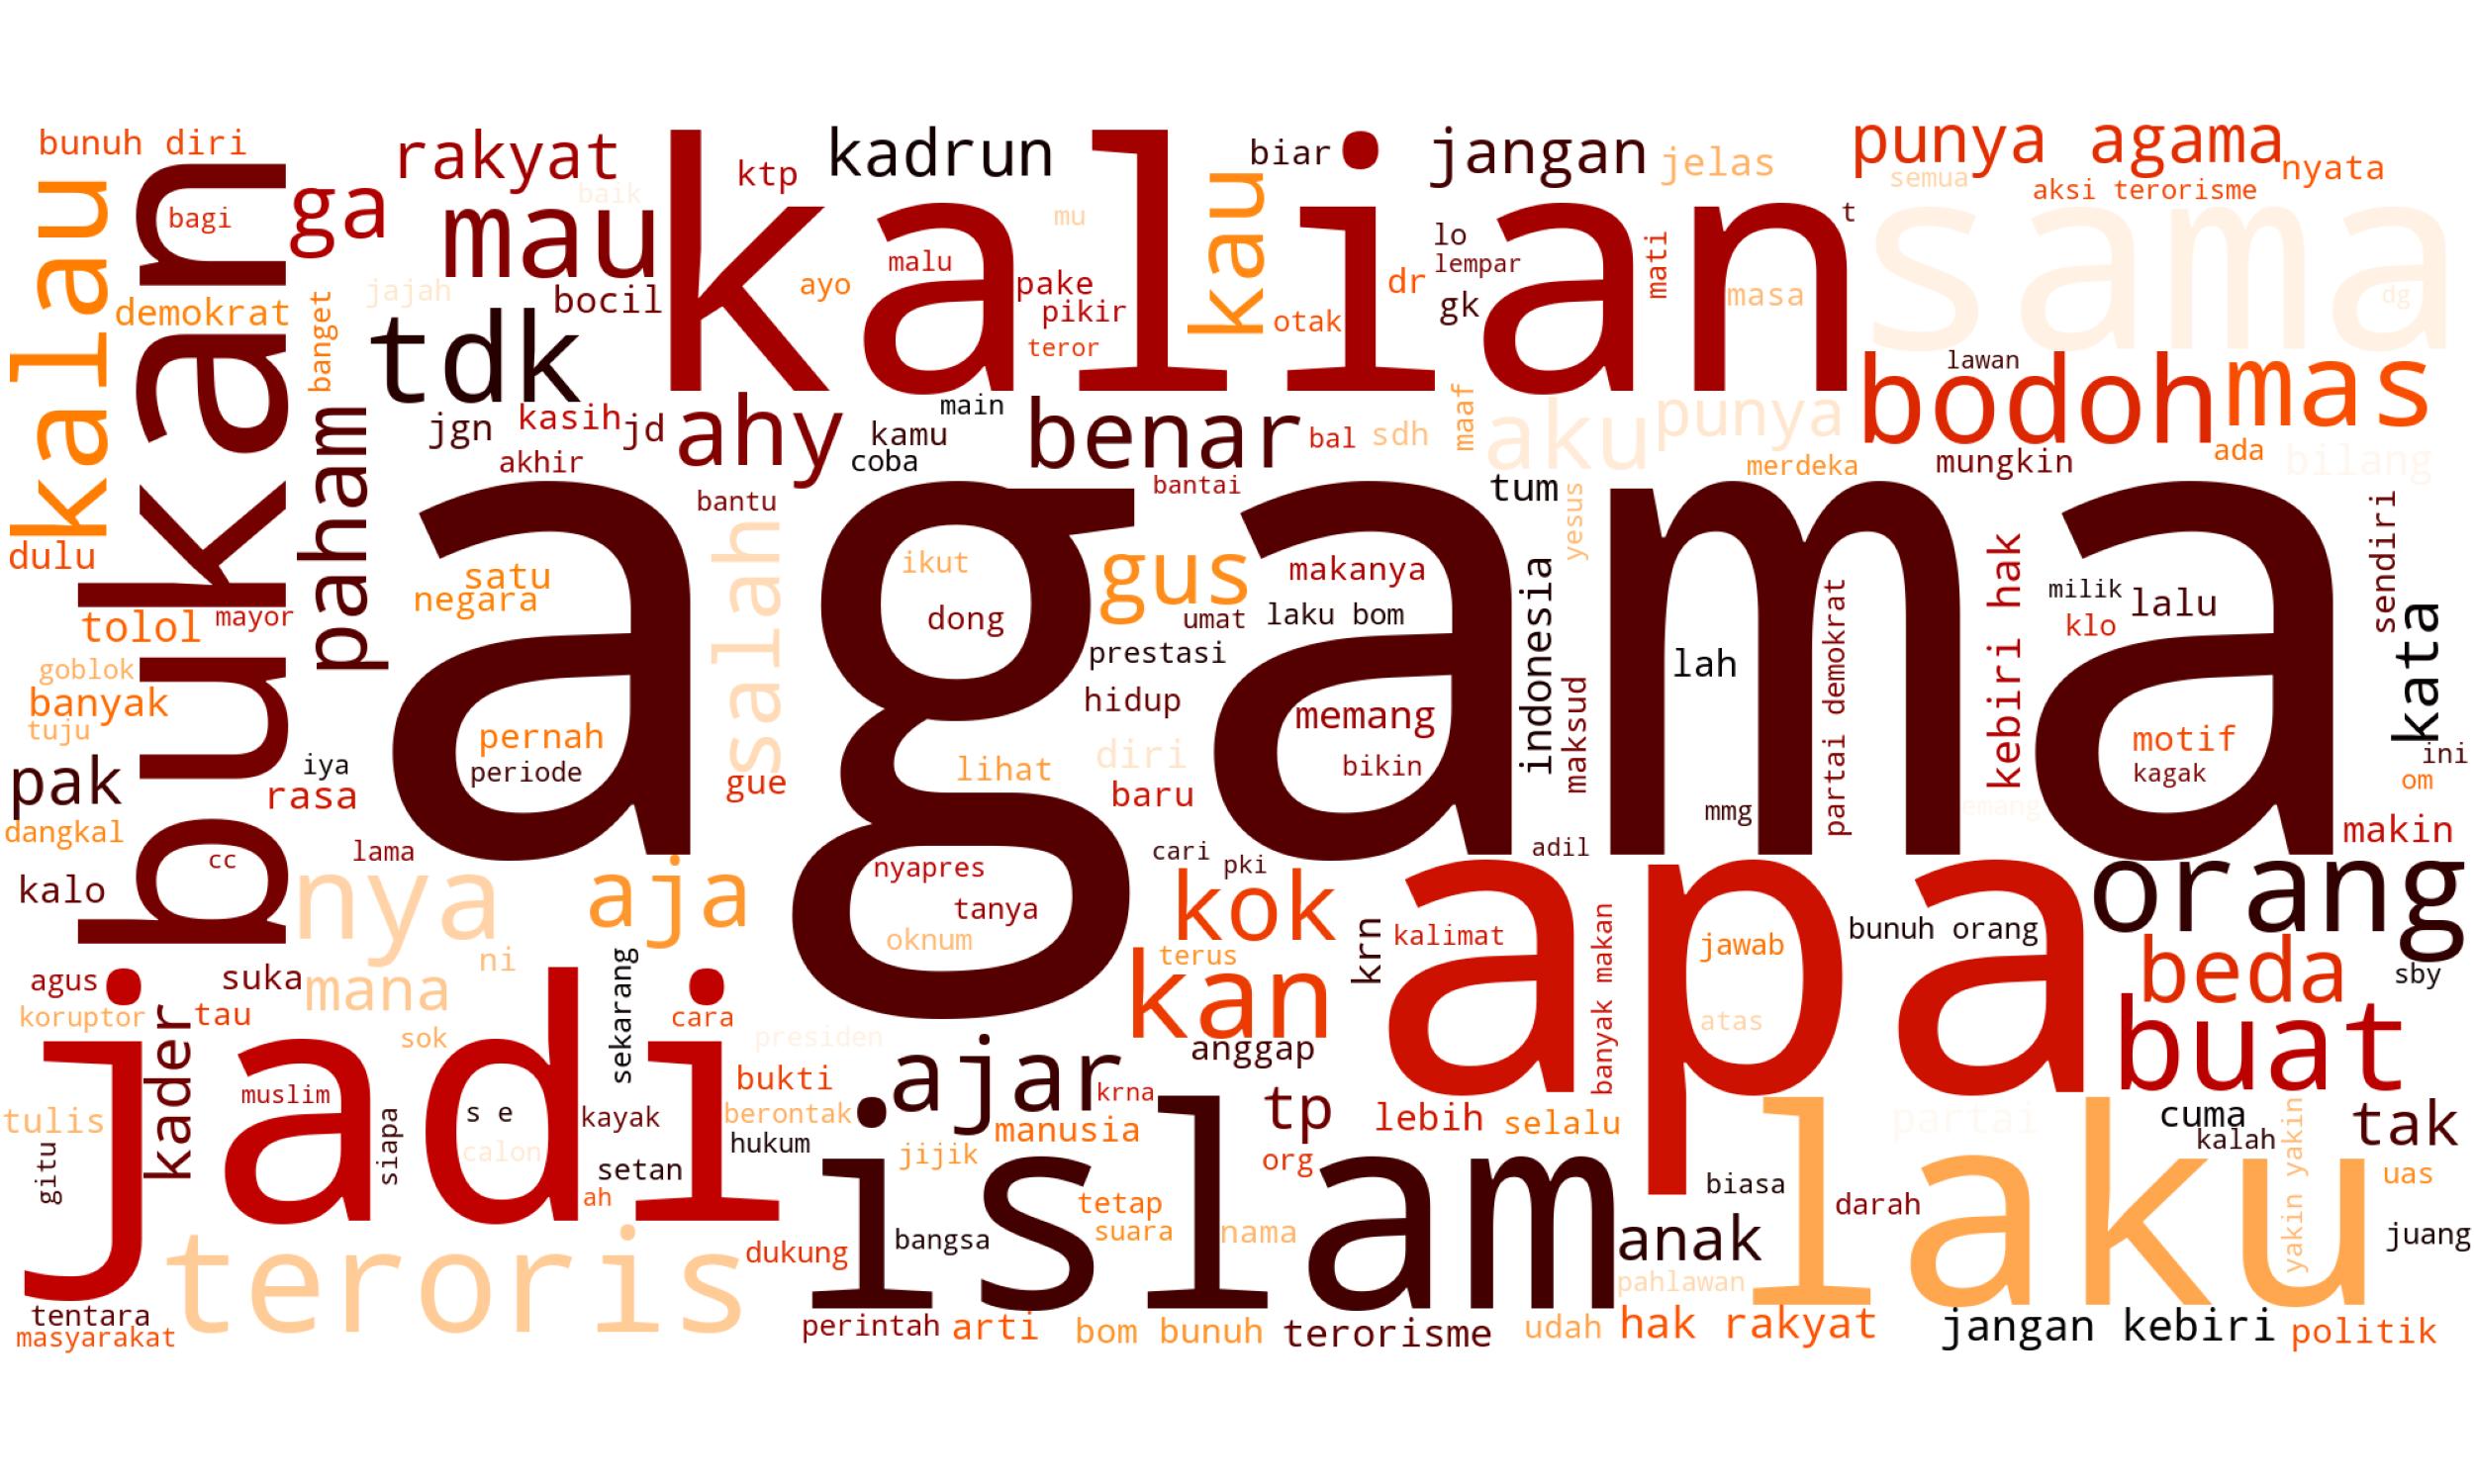 bunuh diri
rakyat
ktp
kadrun
biar
jangan
jelas
punya agama
nyata
semua
aksi terorisme
kalau
bukan
bagi
ga
mau
baik
kalian
mu
kau
t
sama
malu
ayo
pake
pikir
teror
lo
lempar
dr
gk
mati
masa
otak
dg
demokrat
banget
jajah
bocil
tdk
lawan
bodoh
mas
jgn
kasih
jd
ahy
kamu
main
coba
benar
bal
sdh
maaf
aku
punya
akhir
merdeka
mungkin
ada
bilang
paham
bantu
bantai
tum
yesus
sendiri
dulu
agama
satu
negara
salah
ikut
dong
gus
makanya
umat
laku bom
indonesia
kebiri hak
milik
lalu
klo
kata
tolol
mayor
goblok
banyak
tuju
prestasi
hidup
memang
lah
maksud
partai demokrat
pernah
periode
lihat
diri
bikin
motif
kagak
ini
om
pak
iya
rasa
gue
baru
mmg
emang
makin
dangkal
cc
lama
kalo
nya
aja
nyapres
tanya
oknum
cari
pki
adil
kok
krn
kalimat
apa
jawab
bunuh orang
orang
banyak makan
terus
kan
beda
sby
ni
agus
suka
mana
sekarang
koruptor
tau
cara
sok
presiden
atas
buat
jadi
kader
muslim
siapa
s e
calon
kayak
bukti
berontak
hukum
ajar
krna
anggap
manusia
jijik
tp
org
lebih
selalu
partai
cuma
kalah
yakin yakin
tak
uas
tulis
gitu
setan
ah
islam
tetap
suara
nama
bangsa
dukung
biasa
darah
laku
juang
anak
pahlawan
teroris
tentara
masyarakat
perintah
arti
bom bunuh
terorisme
udah
hak rakyat
jangan kebiri
politik